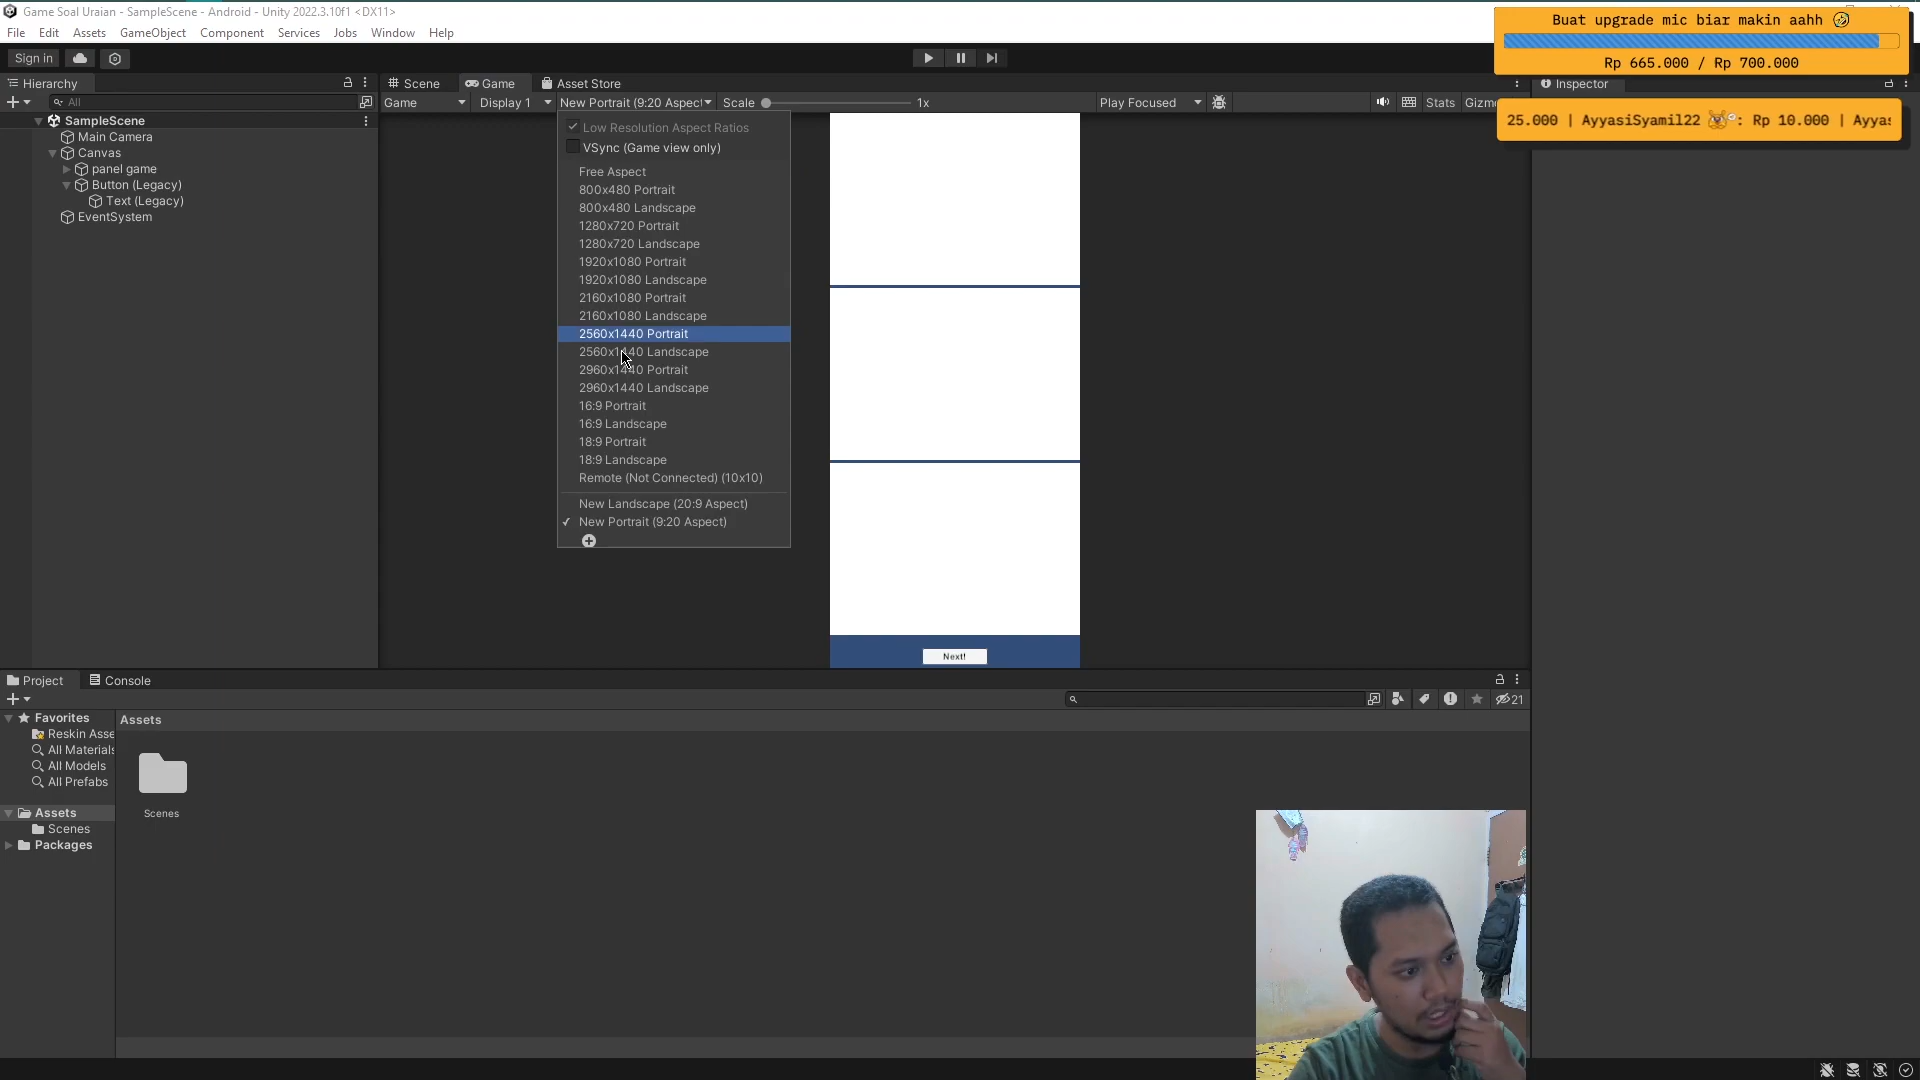 Game Soal Uraian - SampleScene - Android - Unity 2022.3.10f1 <DX11>
File Edit Assets GameObject Component Services Jobs Window Help
Buat upgrade mic biar makin aahh 🤣
Rp 665.000 / Rp 700.000
25.000 | AyyasiSyamil22 : Rp 10.000 | Ayyas
Sign in
Hierarchy
All
SampleScene
Main Camera
Canvas
panel game
Button (Legacy)
Text (Legacy)
EventSystem
Scene Game Asset Store
Game Display 1 New Portrait (9:20 Aspect Scale 1x Play Focused Stats Gizm
Low Resolution Aspect Ratios
VSync (Game view only)
Free Aspect
800x480 Portrait
800x480 Landscape
1280x720 Portrait
1280x720 Landscape
1920x1080 Portrait
1920x1080 Landscape
2160x1080 Portrait
2160x1080 Landscape
2560x1440 Portrait
2560x1440 Landscape
2960x1440 Portrait
2960x1440 Landscape
16:9 Portrait
16:9 Landscape
18:9 Portrait
18:9 Landscape
Remote (Not Connected) (10x10)
New Landscape (20:9 Aspect)
New Portrait (9:20 Aspect)
Next!
Inspector
Project Console
21
Favorites
Reskin Asse
All Materials
All Models
All Prefabs
Assets
Scenes
Packages
Assets
Scenes